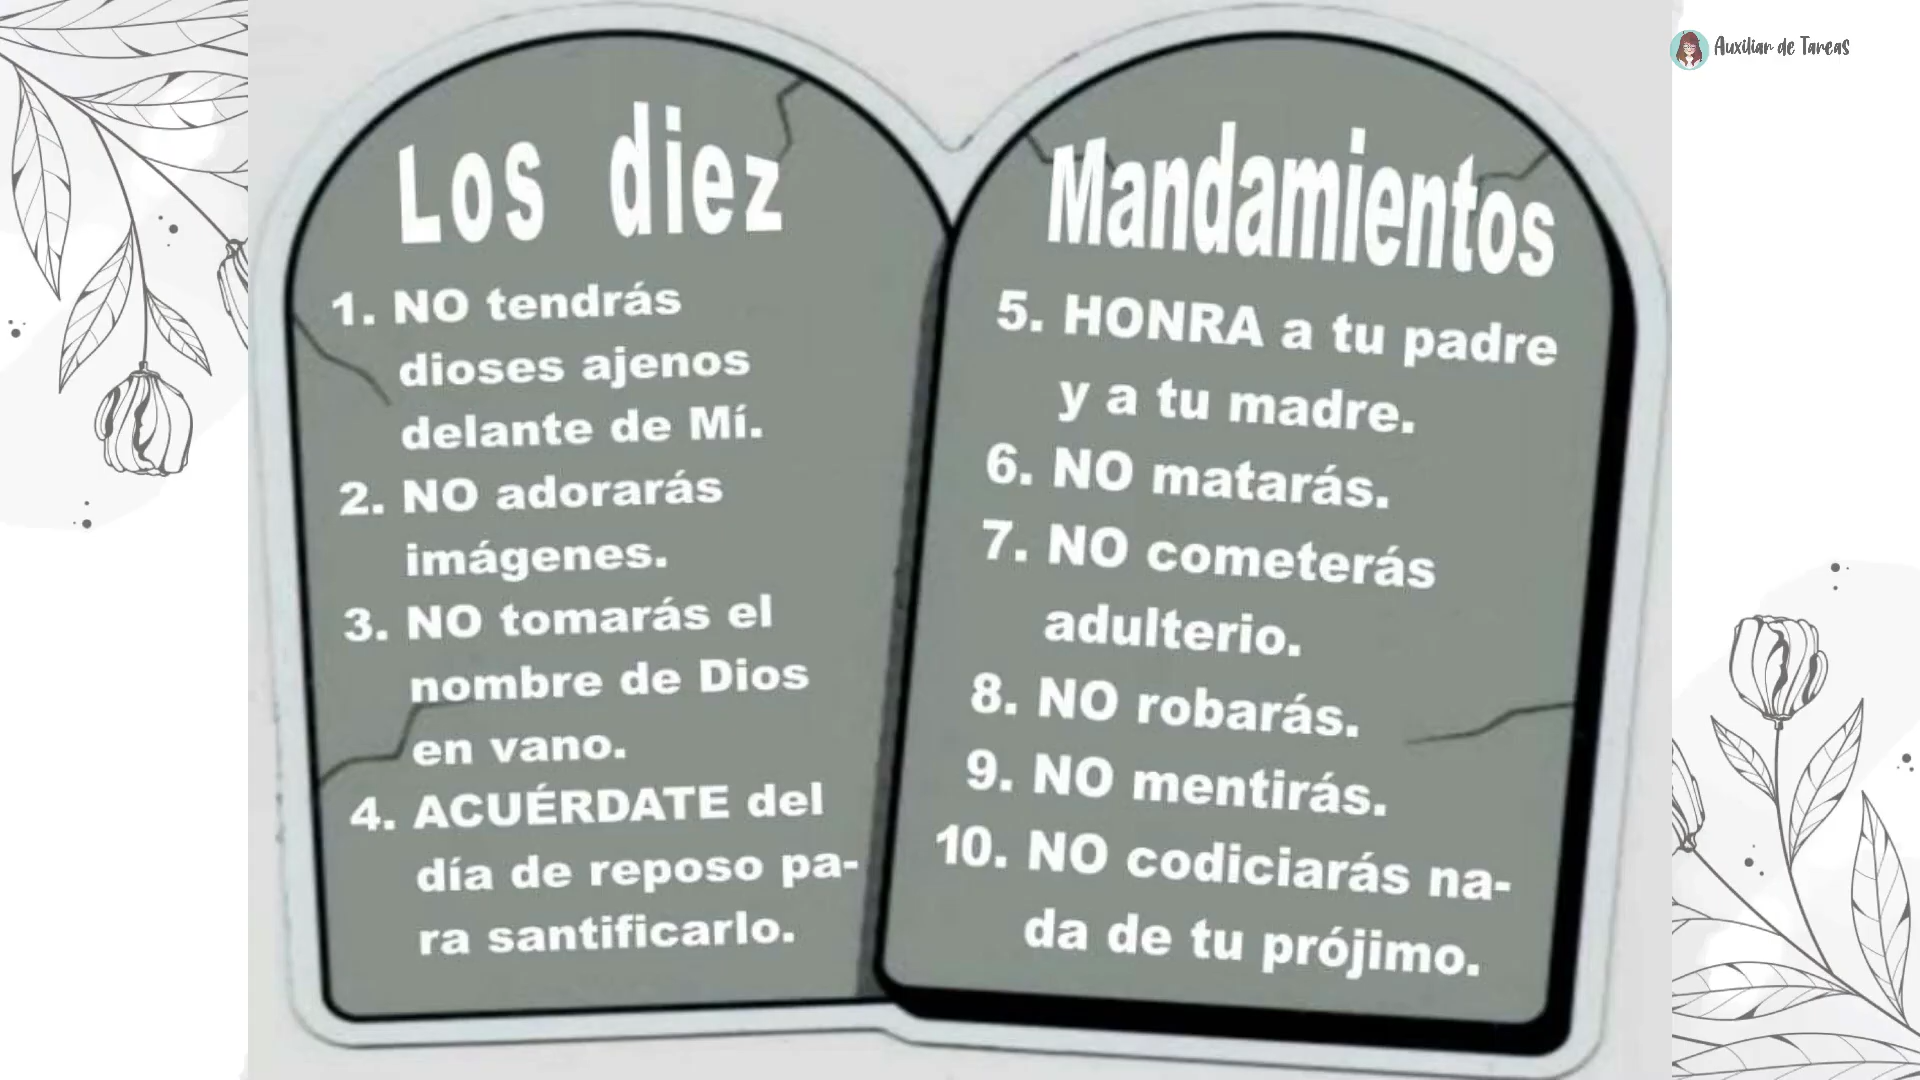 Los diez
1. NO tendrás
dioses ajenos
delante de Mí.
2. NO adorarás
imágenes.
3. NO tomarás el
nombre de Dios
en vano.
4. ACUÉRDATE del
día de reposo pa-
ra santificarlo.
Mandamientos
5. HONRA a tu padre
y a tu madre.
6. NO matarás.
7. NO cometerás
adulterio.
8. NO robarás.
9. NO mentirás.
10. NO codiciarás na-
da de tu prójimo.
Auxiliar de Tareas